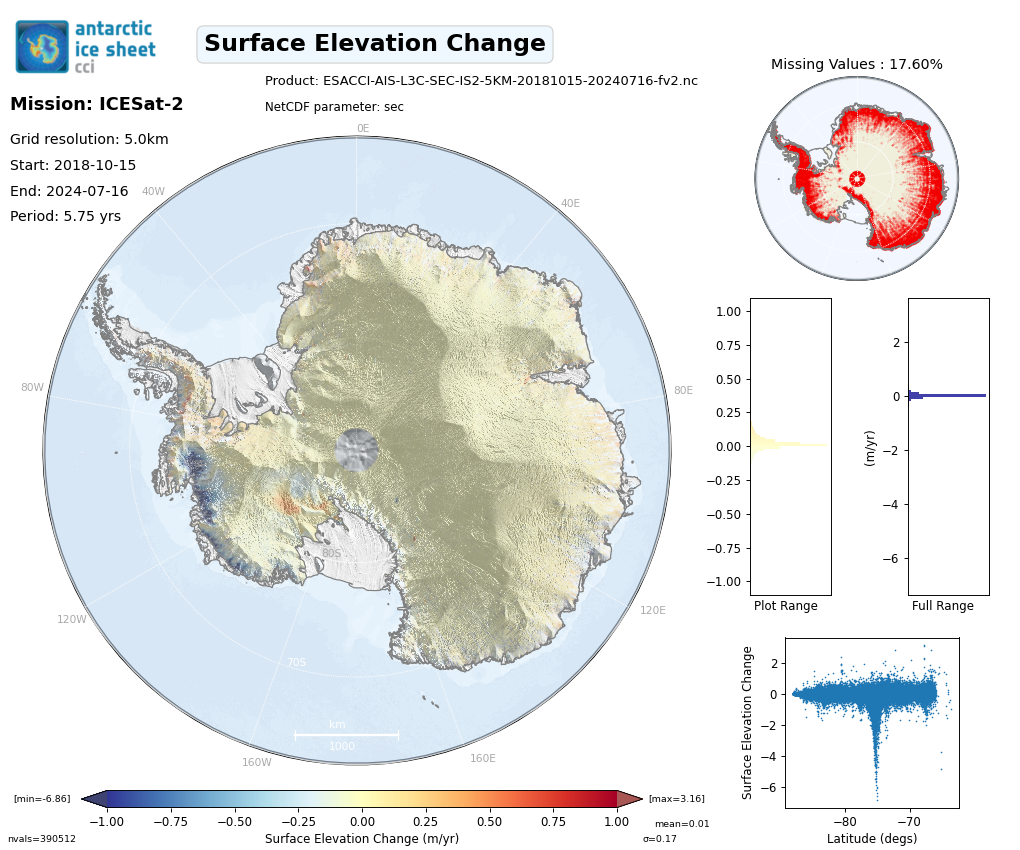 antarctic
ice sheet
cci
Surface Elevation Change
Product: ESACCI-AIS-L3C-SEC-IS2-5KM-20181015-20240716-fv2.nc
NetCDF parameter: sec
Mission: ICESat-2
Grid resolution: 5.0km
Start: 2018-10-15
End: 2024-07-16
Period: 5.75 yrs
Missing Values : 17.60%
0E
40W
40E
80W
80E
80S
120W
120E
70S
km
1000
160W
160E
1.00
0.75
0.50
0.25
0.00
−0.25
−0.50
−0.75
−1.00
Plot Range
(m/yr)
2
0
−2
−4
−6
Full Range
Surface Elevation Change
2
0
−2
−4
−6
−80
−70
Latitude (degs)
[min=-6.86]
[max=3.16]
−1.00
−0.75
−0.50
−0.25
0.00
0.25
0.50
0.75
1.00
mean=0.01
nvals=390512
Surface Elevation Change (m/yr)
σ=0.17